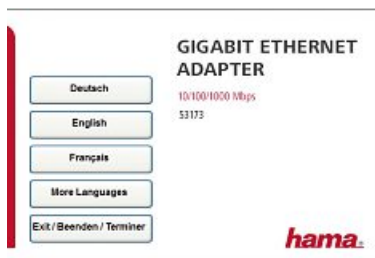 GIGABIT ETHERNET
ADAPTER
10/100/1000 Mbps
53173
Deutsch
English
Français
More Languages
Exit / Beenden / Terminer
hama.